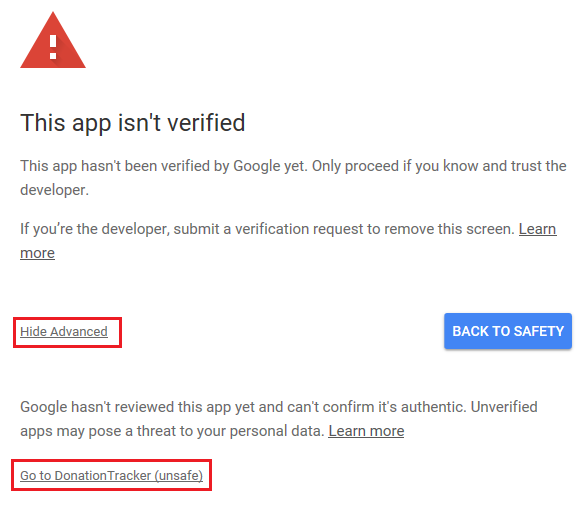 This app isn't verified
This app hasn't been verified by Google yet. Only proceed if you know and trust the
developer.
If you’re the developer, submit a verification request to remove this screen. Learn
more
Hide Advanced
BACK TO SAFETY
Google hasn't reviewed this app yet and can't confirm it's authentic. Unverified
apps may pose a threat to your personal data. Learn more
Go to DonationTracker (unsafe)